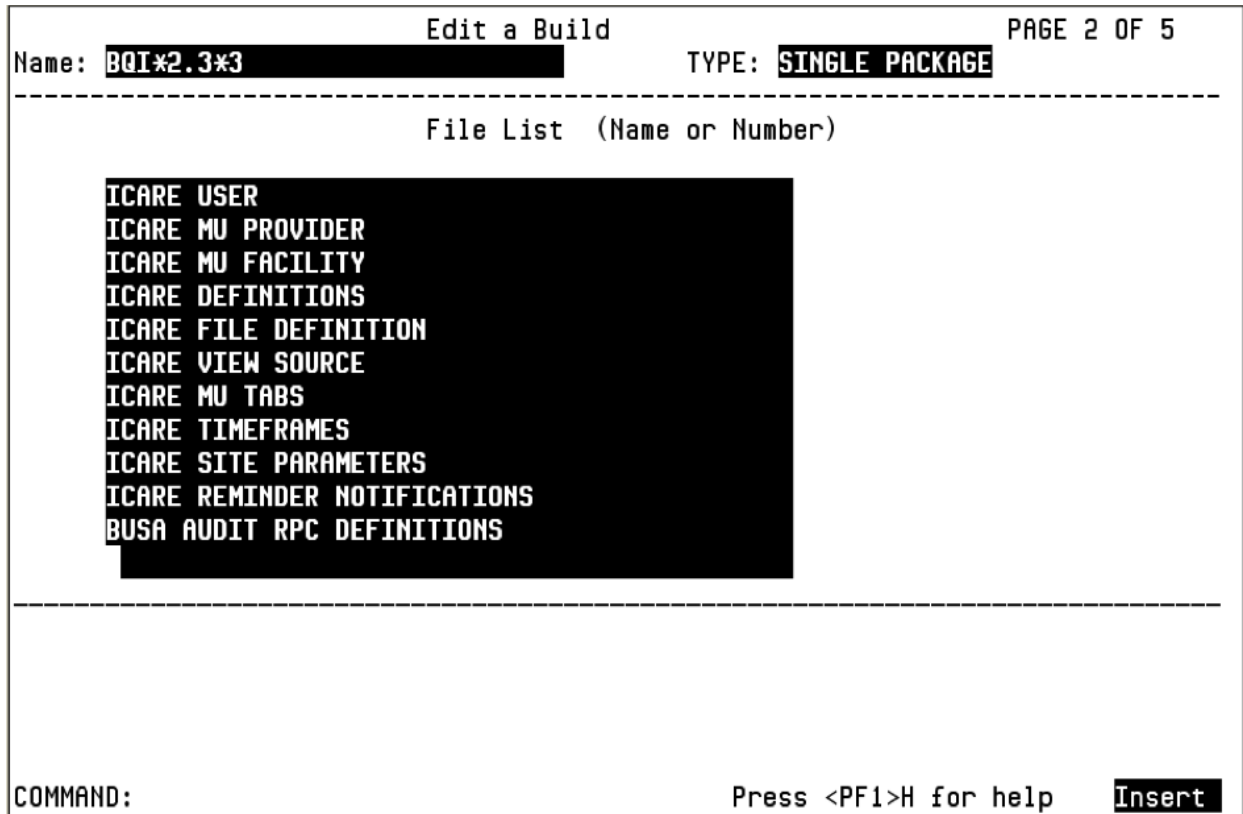 Edit a Build PAGE 2 OF 5
Name: BQI*2.3*3 TYPE: SINGLE PACKAGE
-------------------------------------------------------------------------------
File List (Name or Number)
ICARE USER
ICARE MU PROVIDER
ICARE MU FACILITY
ICARE DEFINITIONS
ICARE FILE DEFINITION
ICARE VIEW SOURCE
ICARE MU TABS
ICARE TIMEFRAMES
ICARE SITE PARAMETERS
ICARE REMINDER NOTIFICATIONS
BUSA AUDIT RPC DEFINITIONS
_______________________________________________________________________________
COMMAND: Press <PF1>H for help Insert